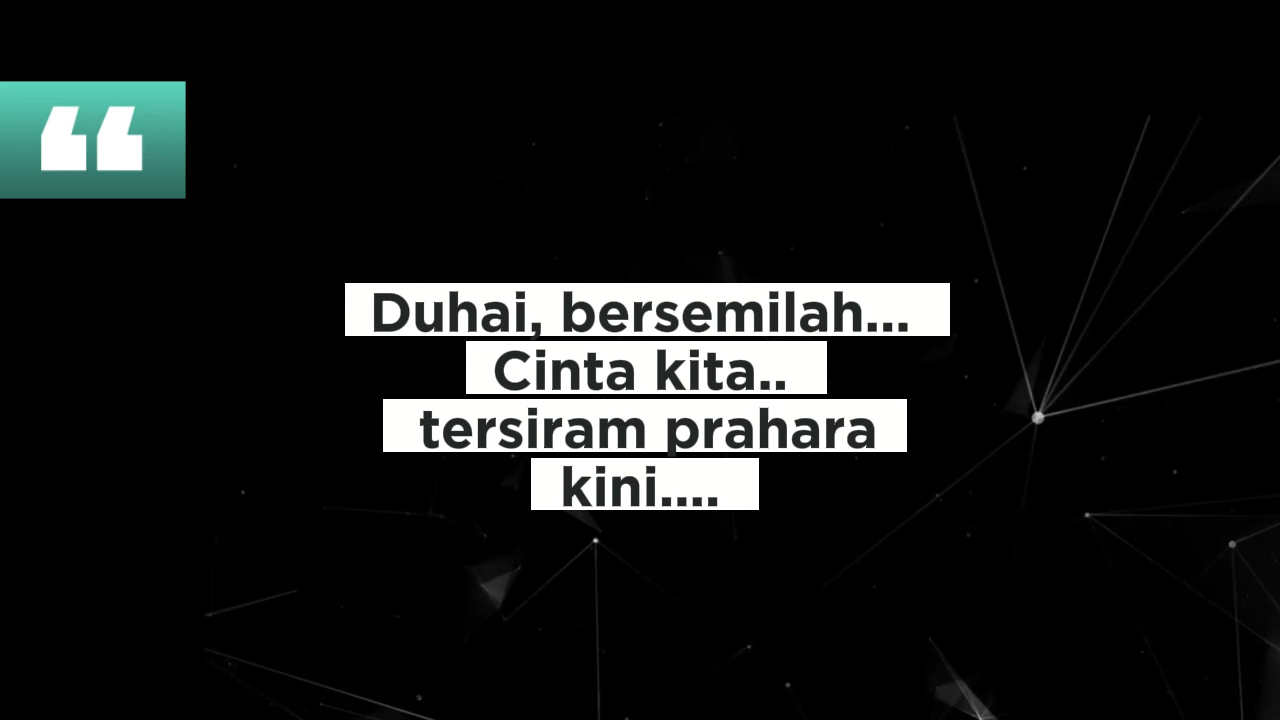 ❝
Duhai, bersemilah...
Cinta kita..
tersiram prahara
kini....